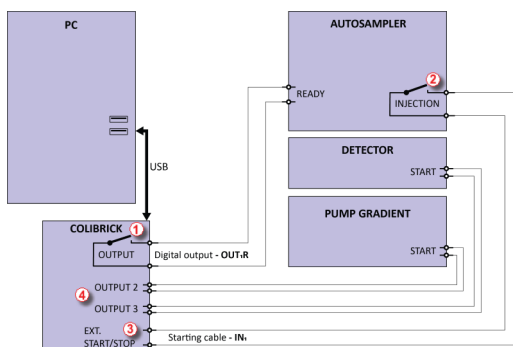 PC
AUTOSAMPLER
2
READY
INJECTION
DETECTOR
START
USB
PUMP GRADIENT
COLIBRICK 1
START
OUTPUT
Digital output - OUT₁R
OUTPUT 2
4
OUTPUT 3
EXT. 3
START/STOP
Starting cable - IN₁